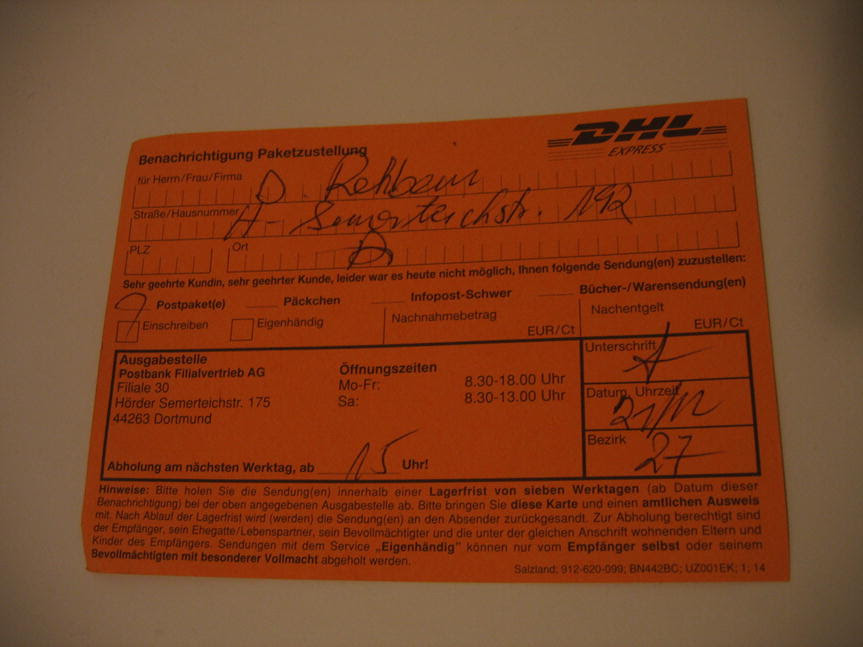 DHL
EXPRESS
Benachrichtigung Paketzustellung
für Herrn/Frau/Firma
D. Rehbein
Straße/Hausnummer H- Semerteichstr. 192
PLZ Ort
D
Sehr geehrte Kundin, sehr geehrter Kunde, leider war es heute nicht möglich, Ihnen folgende Sendung(en) zuzustellen:
Postpaket(e) Päckchen Infopost-Schwer Bücher-/Warensendung(en)
Einschreiben Eigenhändig Nachnahmebetrag EUR/Ct Nachentgelt EUR/Ct
Ausgabestelle
Postbank Filialvertrieb AG
Filiale 30
Hörder Semerteichstr. 175
44263 Dortmund
Öffnungszeiten
Mo-Fr: 8.30-18.00 Uhr
Sa: 8.30-13.00 Uhr
Abholung am nächsten Werktag, ab 15 Uhr!
Unterschrift
Datum, Uhrzeit
21/12
Bezirk
27
Hinweise: Bitte holen Sie die Sendung(en) innerhalb einer Lagerfrist von sieben Werktagen (ab Datum dieser
Benachrichtigung) bei der oben angegebenen Ausgabestelle ab. Bitte bringen Sie diese Karte und einen amtlichen Ausweis
mit. Nach Ablauf der Lagerfrist wird (werden) die Sendung(en) an den Absender zurückgesandt. Zur Abholung berechtigt sind
der Empfänger, sein Ehegatte/Lebenspartner, sein Bevollmächtigter und die unter der gleichen Anschrift wohnenden Eltern und
Kinder des Empfängers. Sendungen mit dem Service „Eigenhändig" können nur vom Empfänger selbst oder seinem
Bevollmächtigten mit besonderer Vollmacht abgeholt werden.
Salzland; 912-620-099; BN442BC; UZ001EK; 1; 14